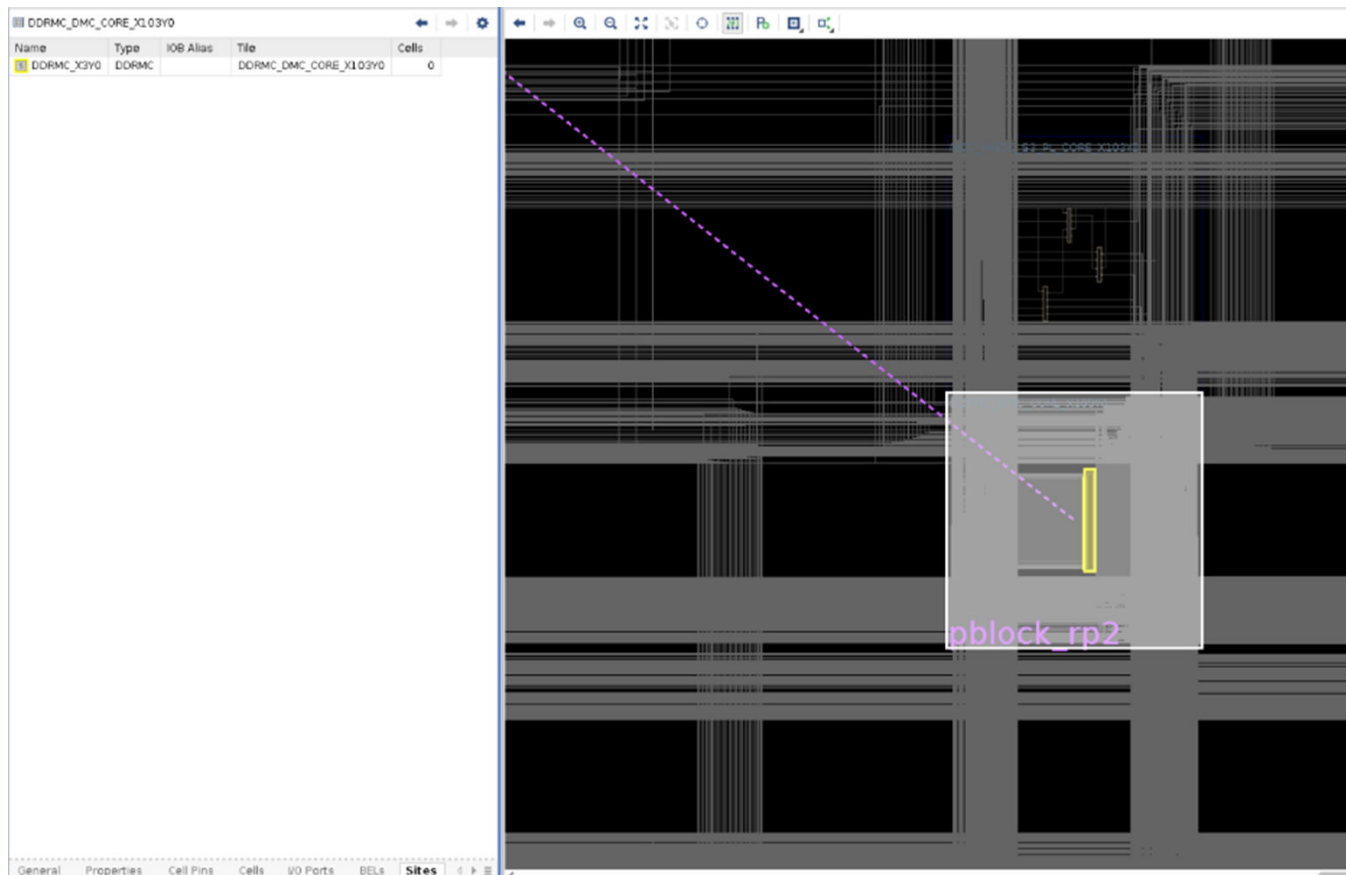 DDRMC_DMC_CORE_X103Y0
Name Type IOB Alias Tile Cells
DDRMC_X3Y0 DDRMC DDRMC_DMC_CORE_X103Y0 0
General Properties Cell Pins Cells I/O Ports BELs Sites
S3_PL_CORE_X103Y0
pblock_rp2